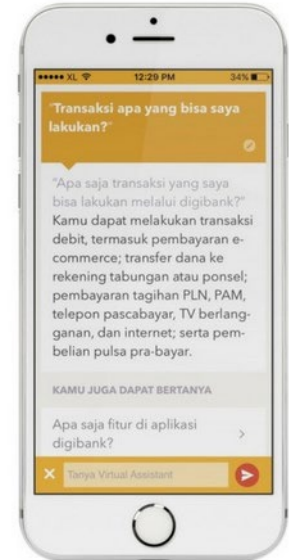 XL 12:29 PM 34%
"Transaksi apa yang bisa saya
lakukan?"
"Apa saja transaksi yang saya
bisa lakukan melalui digibank?"
Kamu dapat melakukan transaksi
debit, termasuk pembayaran e-
commerce; transfer dana ke
rekening tabungan atau ponsel;
pembayaran tagihan PLN, PAM,
telepon pascabayar, TV berlang-
ganan, dan internet; serta pem-
belian pulsa pra-bayar.
KAMU JUGA DAPAT BERTANYA
Apa saja fitur di aplikasi
digibank?
Tanya Virtual Assistant